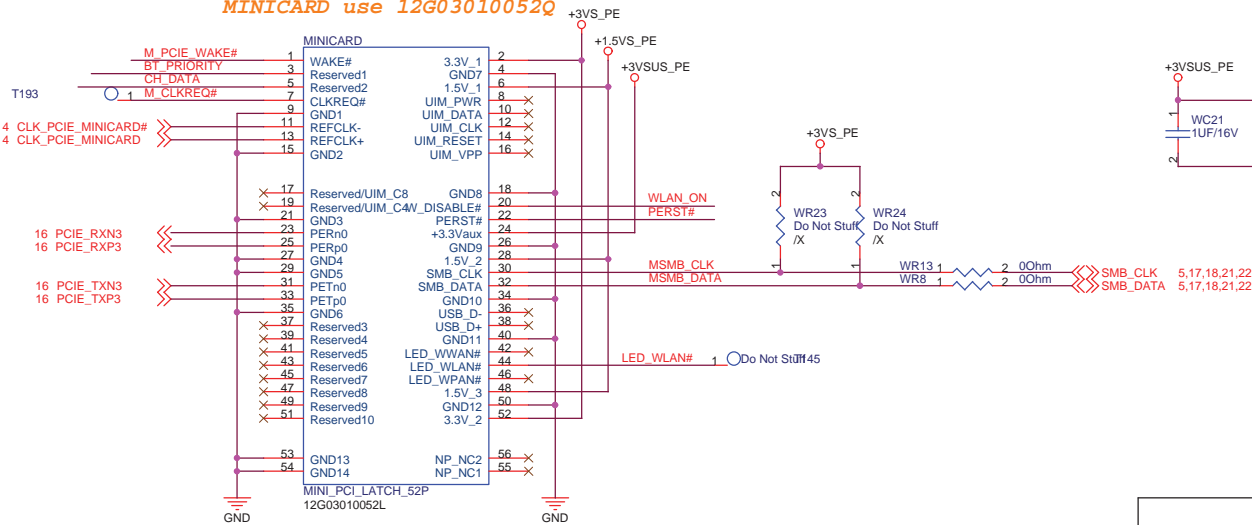 MINICARD use 12G03010052Q
+3VS_PE
+1.5VS_PE
+3VSUS_PE
MINICARD
M_PCIE_WAKE# 1 WAKE# 3.3V_1 2
BT_PRIORITY 3 Reserved1 GND7 4
CH_DATA 5 Reserved2 1.5V_1 6
T193 1 M_CLKREQ# 7 CLKREQ# UIM_PWR 8
9 GND1 UIM_DATA 10
4 CLK_PCIE_MINICARD# 11 REFCLK- UIM_CLK 12
4 CLK_PCIE_MINICARD 13 REFCLK+ UIM_RESET 14
15 GND2 UIM_VPP 16
17 Reserved/UIM_C8 GND8 18
19 Reserved/UIM_C4W_DISABLE# 20 WLAN_ON
21 GND3 PERST# 22 PERST#
16 PCIE_RXN3 23 PERn0 +3.3Vaux 24
16 PCIE_RXP3 25 PERp0 GND9 26
27 GND4 1.5V_2 28
29 GND5 SMB_CLK 30 MSMB_CLK
16 PCIE_TXN3 31 PETn0 SMB_DATA 32 MSMB_DATA
16 PCIE_TXP3 33 PETp0 GND10 34
35 GND6 USB_D- 36
37 Reserved3 USB_D+ 38
39 Reserved4 GND11 40
41 Reserved5 LED_WWAN# 42
43 Reserved6 LED_WLAN# 44 LED_WLAN# 1 Do Not Stuff T145
45 Reserved7 LED_WPAN# 46
47 Reserved8 1.5V_3 48
49 Reserved9 GND12 50
51 Reserved10 3.3V_2 52
53 GND13 NP_NC2 56
54 GND14 NP_NC1 55
MINI_PCI_LATCH_52P
12G03010052L
GND
GND
+3VS_PE
2
WR23
Do Not Stuff
/X
1
2
WR24
Do Not Stuff
/X
1
WR13 1 2 0Ohm SMB_CLK 5,17,18,21,22
WR8 1 2 0Ohm SMB_DATA 5,17,18,21,22
+3VSUS_PE
1
WC21
1UF/16V
2